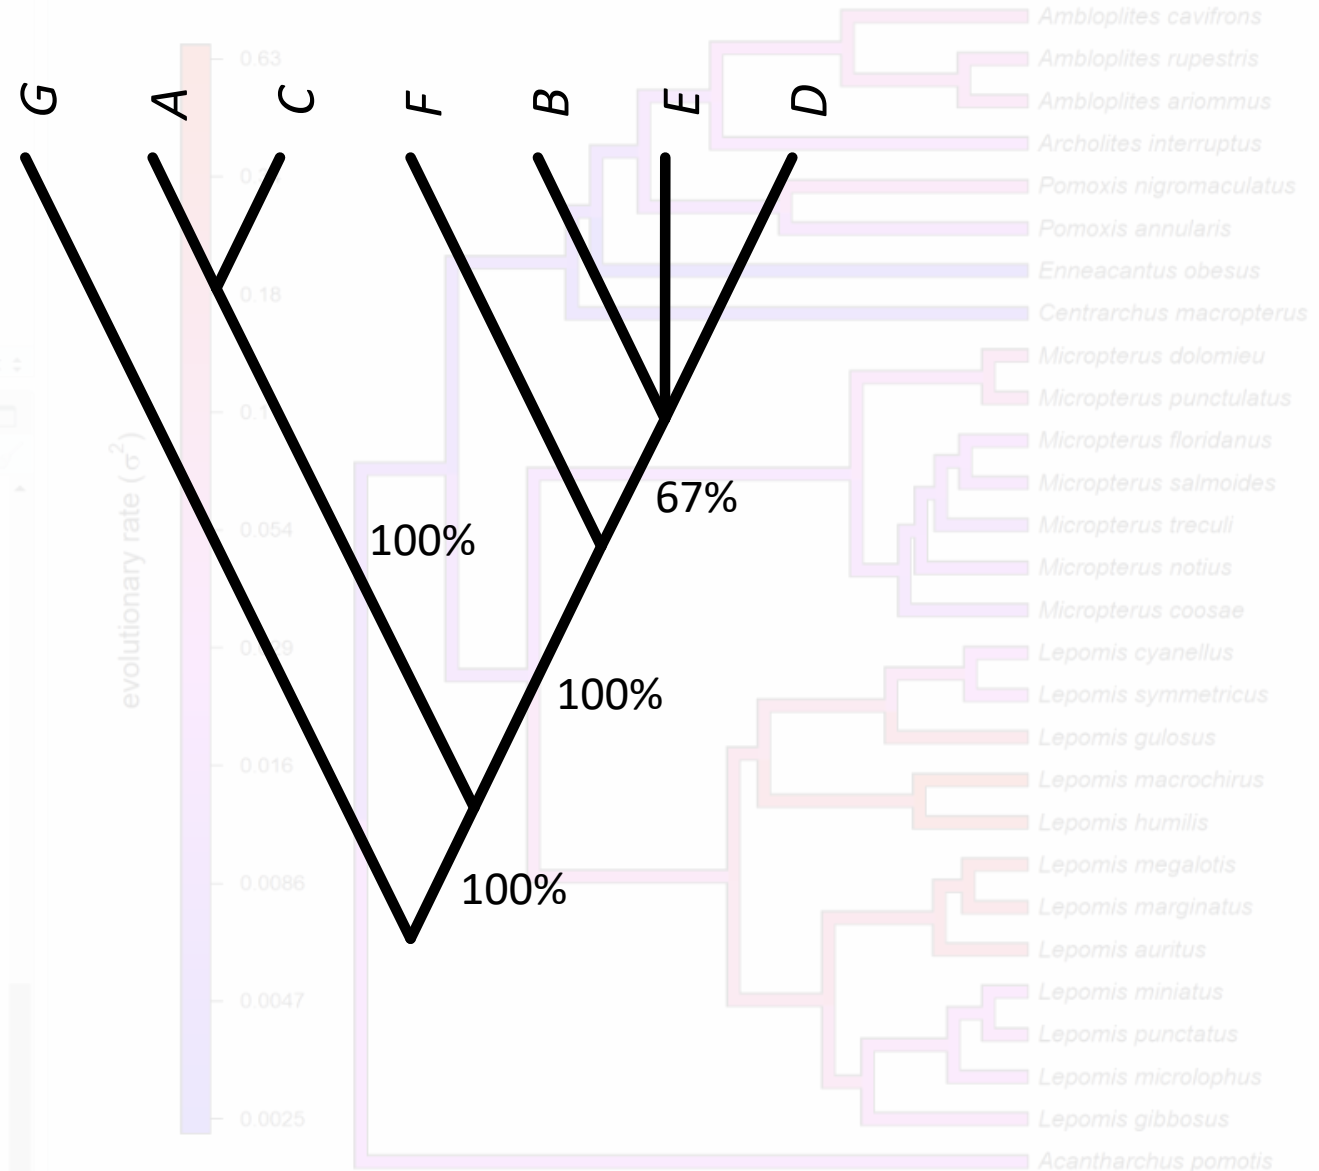 G A C F B E D
100%
67%
100%
100%
evolutionary rate (σ²)
0.63
0.18
0.054
0.016
0.0086
0.0047
0.0025
Ambloplites cavifrons
Ambloplites rupestris
Ambloplites ariommus
Archolites interruptus
Pomoxis nigromaculatus
Pomoxis annularis
Enneacantus obesus
Centrarchus macropterus
Micropterus dolomieu
Micropterus punctulatus
Micropterus floridanus
Micropterus salmoides
Micropterus treculi
Micropterus notius
Micropterus coosae
Lepomis cyanellus
Lepomis symmetricus
Lepomis gulosus
Lepomis macrochirus
Lepomis humilis
Lepomis megalotis
Lepomis marginatus
Lepomis auritus
Lepomis miniatus
Lepomis punctatus
Lepomis microlophus
Lepomis gibbosus
Acantharchus pomotis